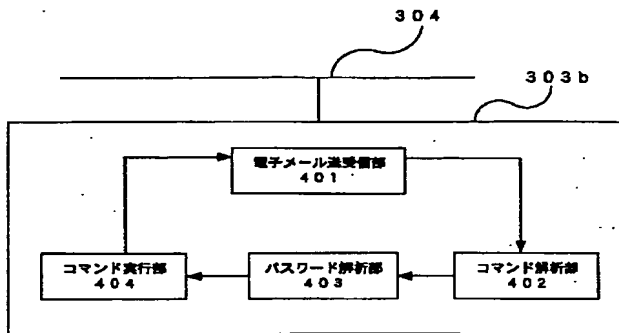 304
303b
電子メール送受信部
401
コマンド実行部
404
パスワード解析部
403
コマンド解析部
402